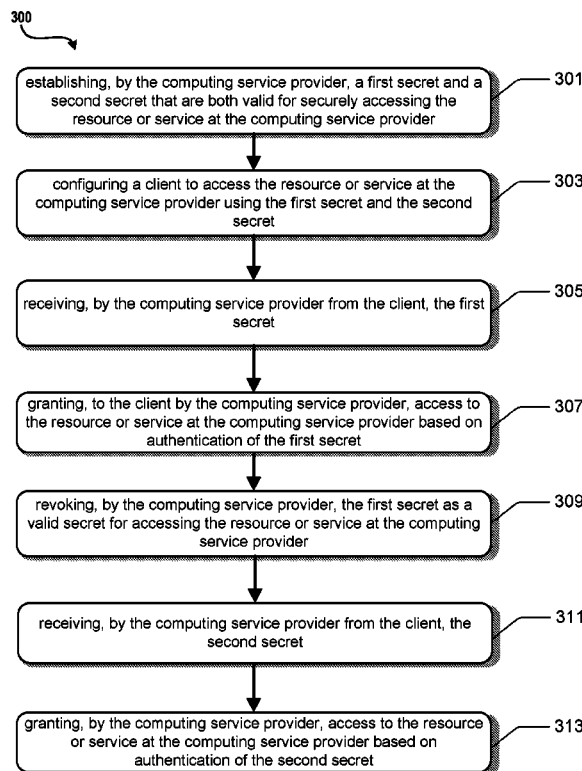 300
establishing, by the computing service provider, a first secret and a
second secret that are both valid for securely accessing the
resource or service at the computing service provider
301
configuring a client to access the resource or service at the
computing service provider using the first secret and the second
secret
303
receiving, by the computing service provider from the client, the first
secret
305
granting, to the client by the computing service provider, access to
the resource or service at the computing service provider based on
authentication of the first secret
307
revoking, by the computing service provider, the first secret as a
valid secret for accessing the resource or service at the computing
service provider
309
receiving, by the computing service provider from the client, the
second secret
311
granting, by the computing service provider, access to the resource
or service at the computing service provider based on
authentication of the second secret
313